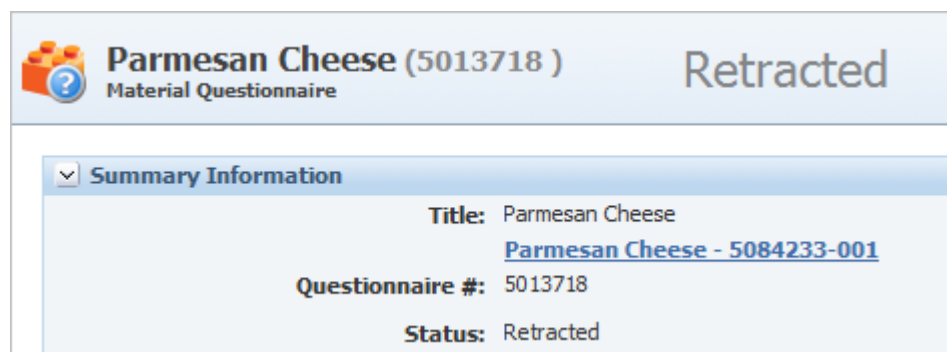 Parmesan Cheese (5013718 )
Material Questionnaire
Retracted
Summary Information
Title: Parmesan Cheese
Parmesan Cheese - 5084233-001
Questionnaire #: 5013718
Status: Retracted